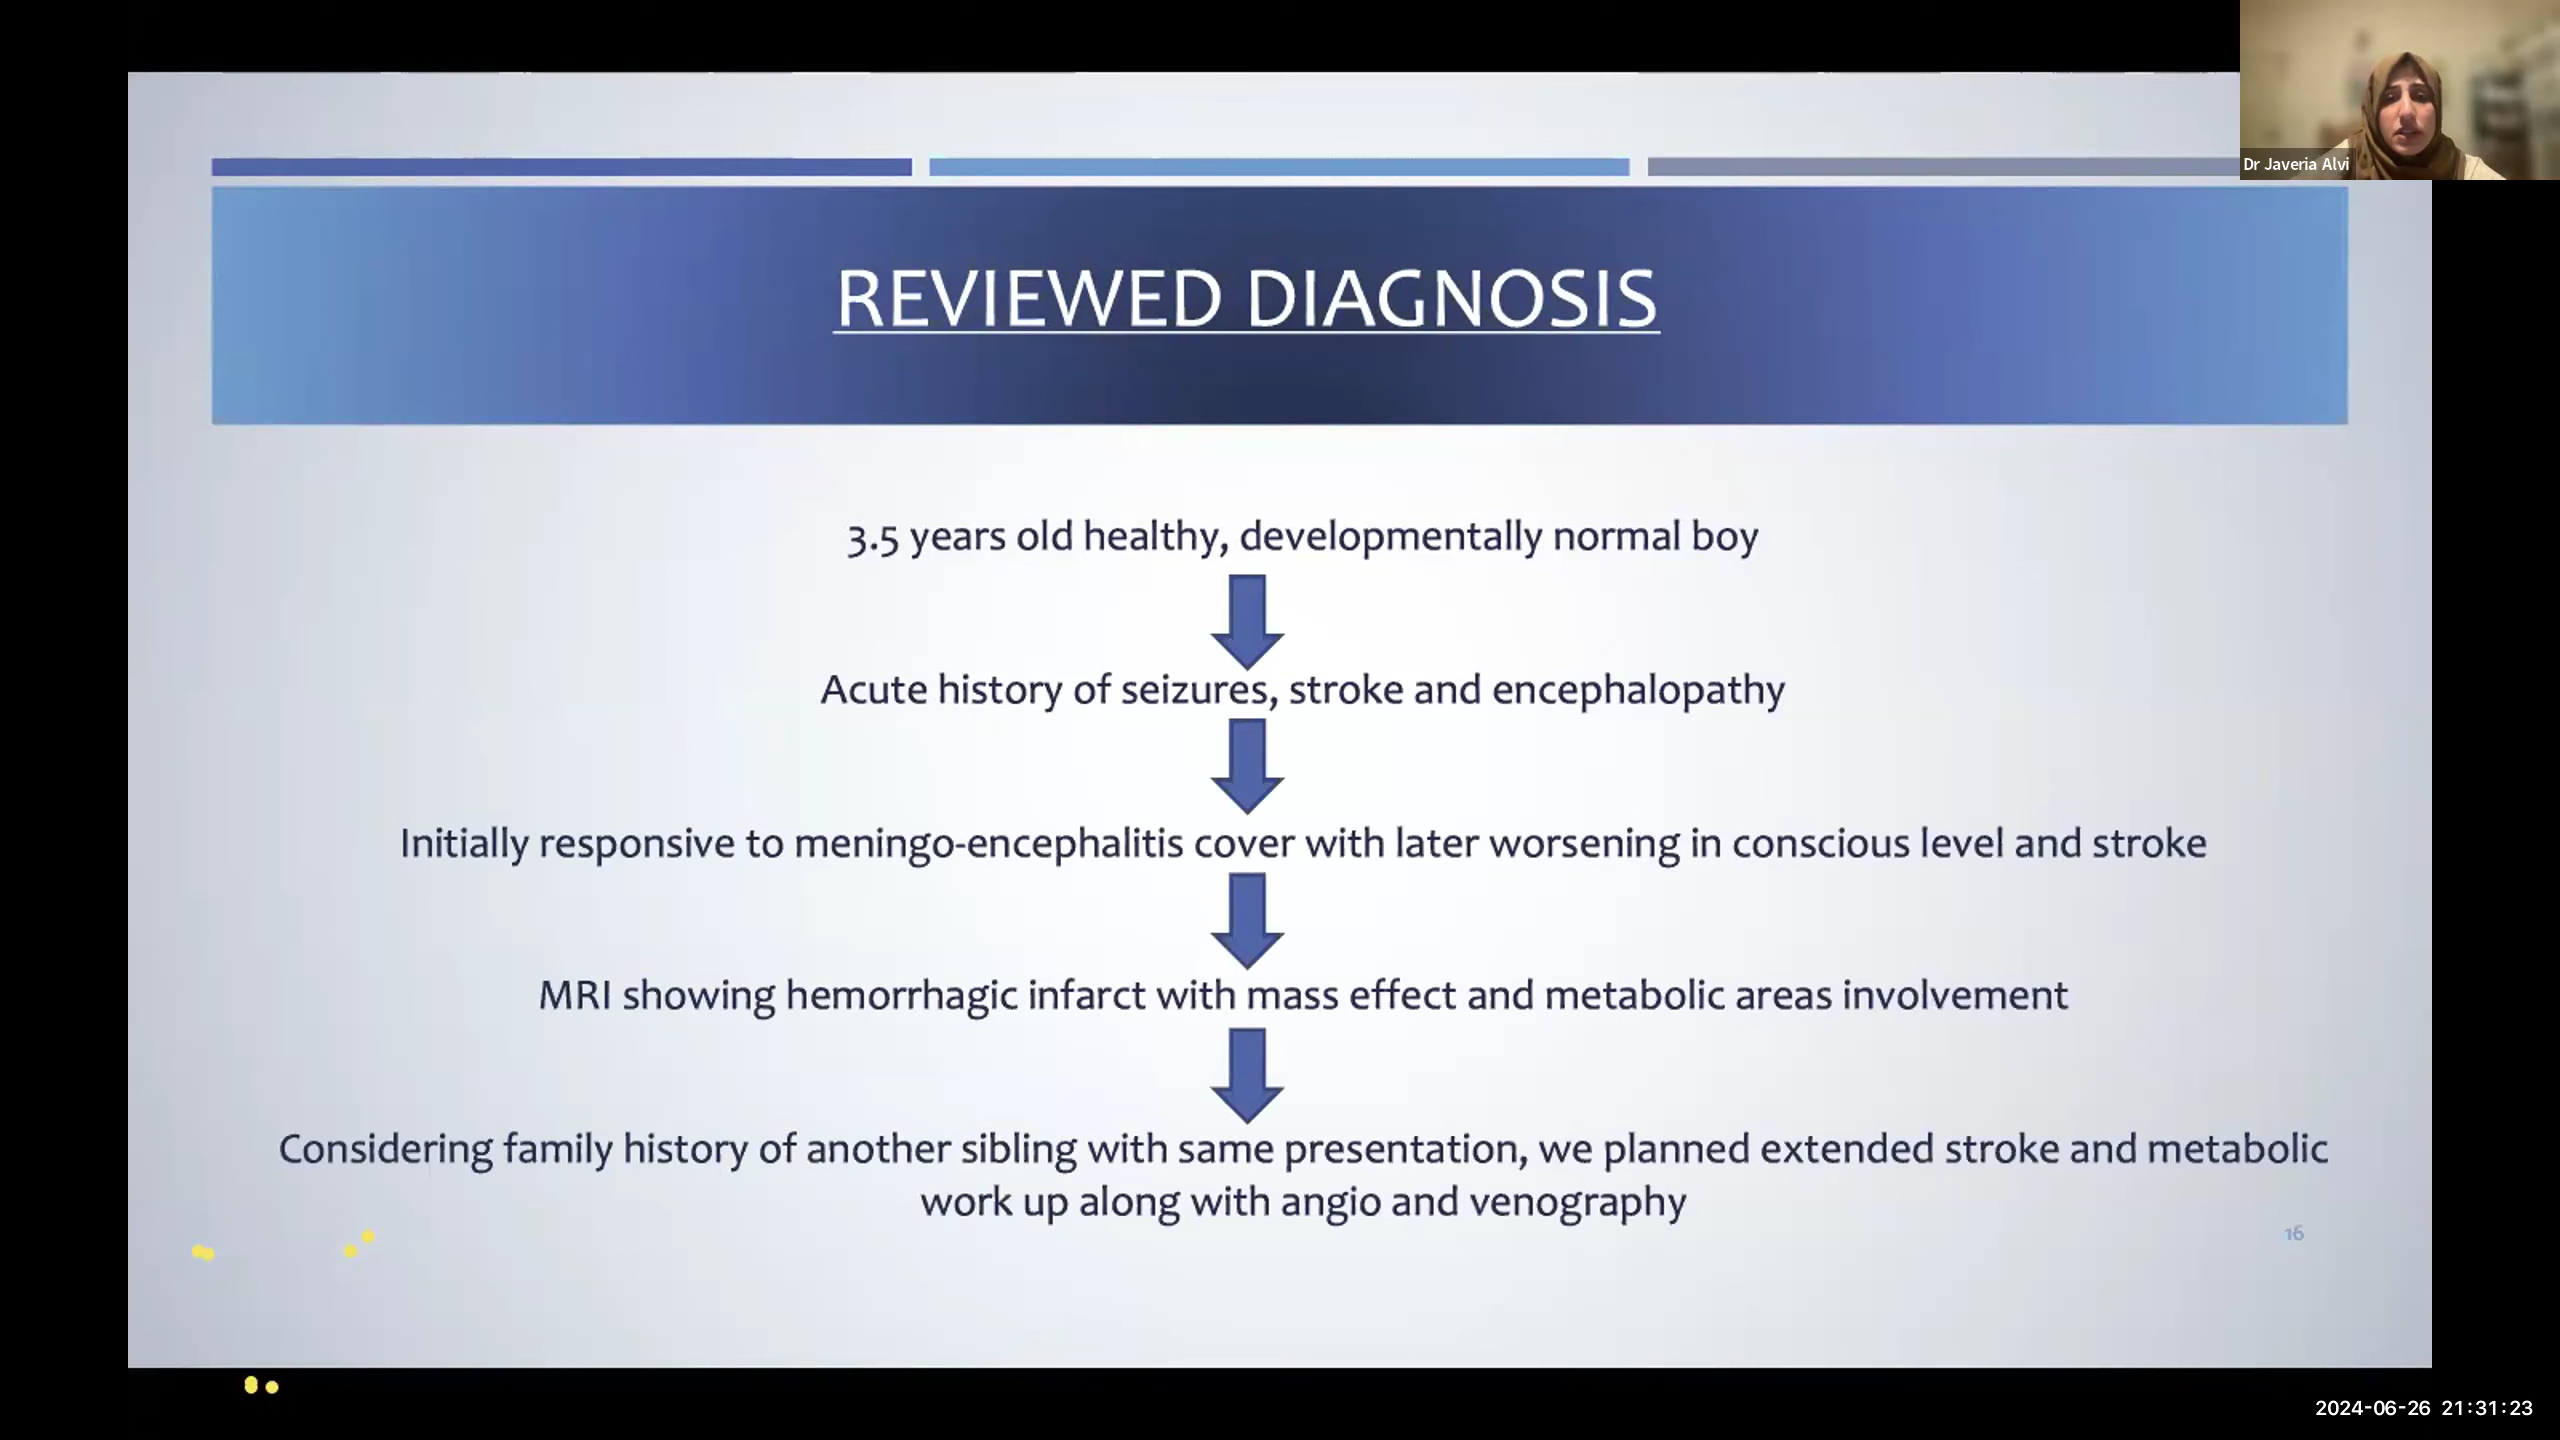 Dr Javeria Alvi
REVIEWED DIAGNOSIS
3.5 years old healthy, developmentally normal boy
Acute history of seizures, stroke and encephalopathy
Initially responsive to meningo-encephalitis cover with later worsening in conscious level and stroke
MRI showing hemorrhagic infarct with mass effect and metabolic areas involvement
Considering family history of another sibling with same presentation, we planned extended stroke and metabolic
work up along with angio and venography
16
2024-06-26 21:31:23